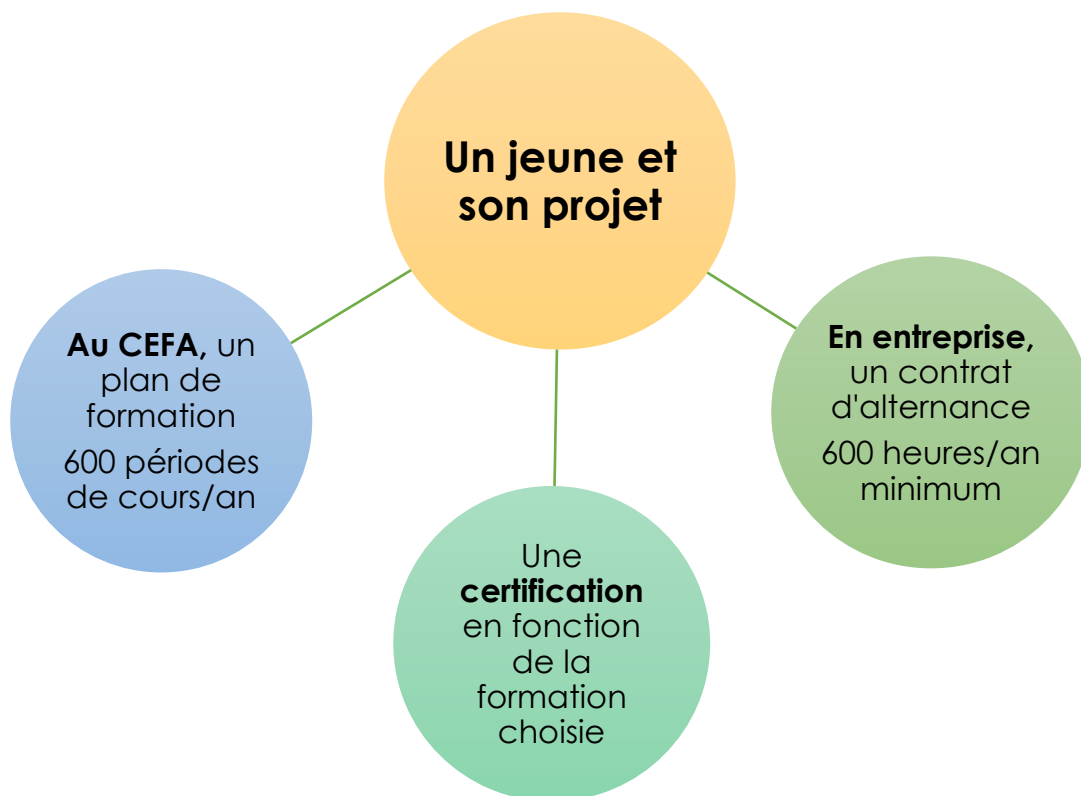 Un jeune et
son projet
Au CEFA, un
plan de
formation
600 périodes
de cours/an
En entreprise,
un contrat
d'alternance
600 heures/an
minimum
Une
certification
en fonction
de la
formation
choisie